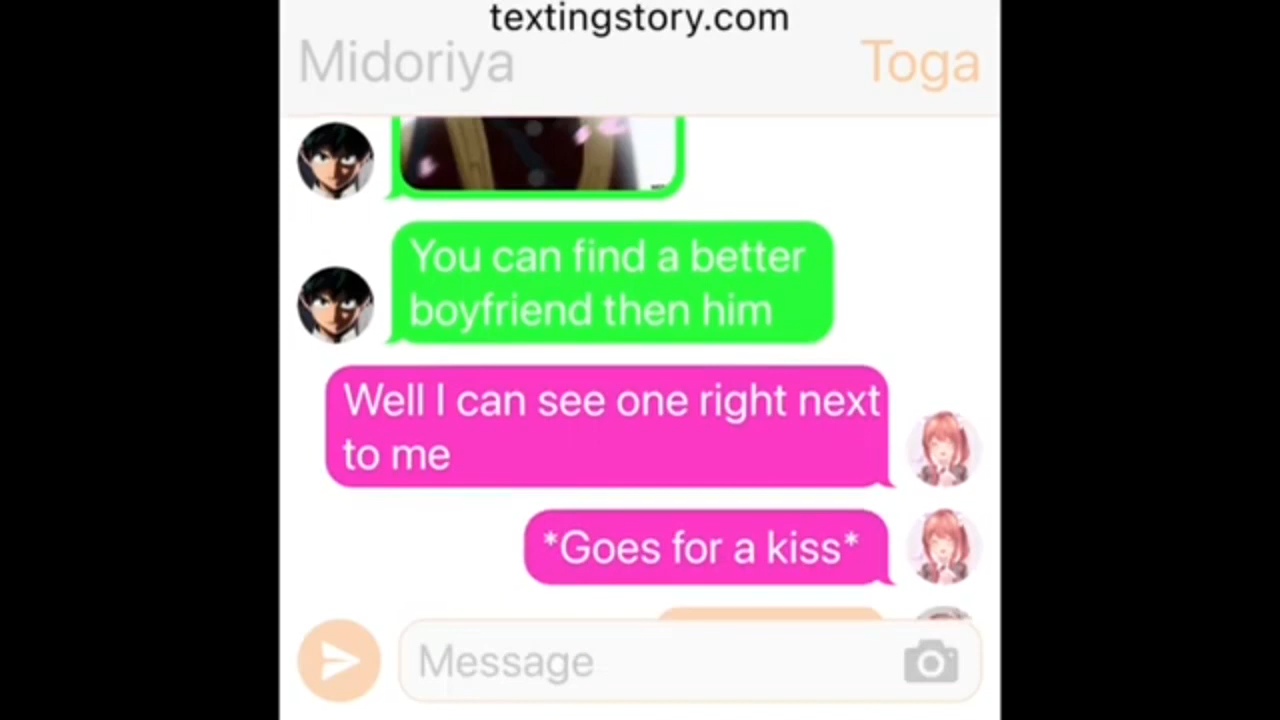 textingstory.com
Midoriya
Toga
You can find a better
boyfriend then him
Well I can see one right next
to me
*Goes for a kiss*
Message